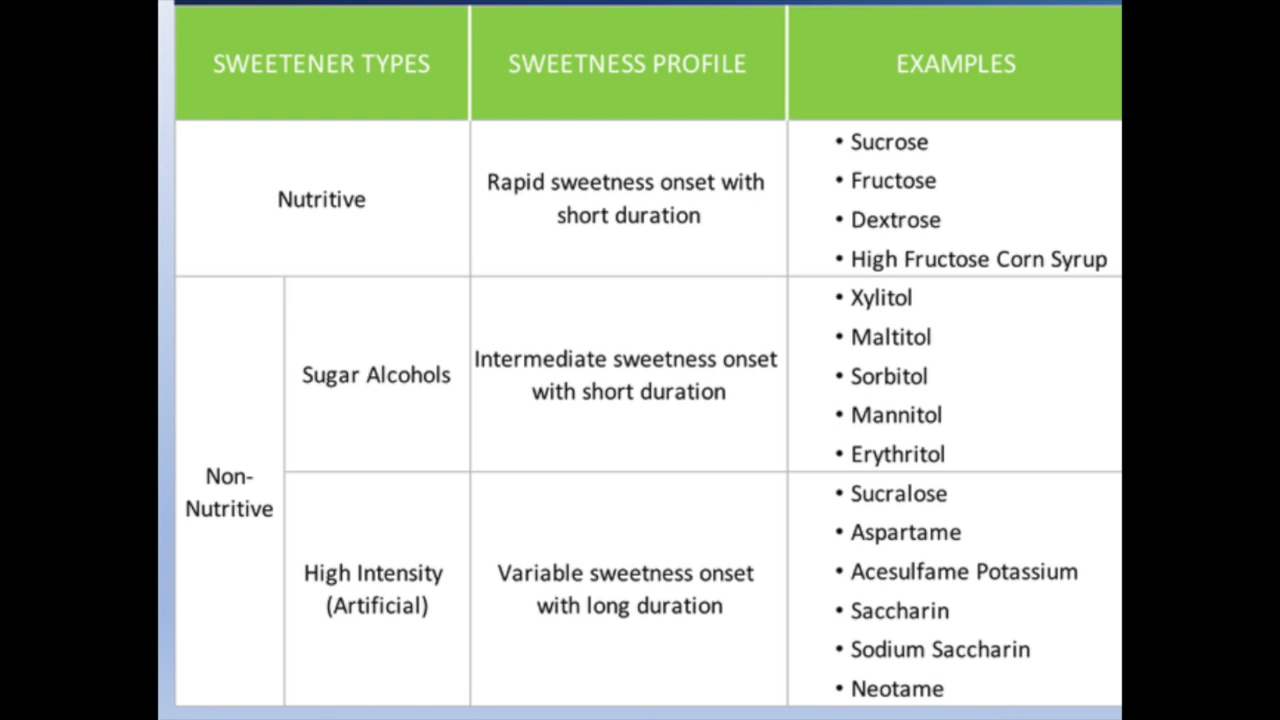 SWEETENER TYPES
SWEETNESS PROFILE
EXAMPLES
Nutritive
Rapid sweetness onset with
short duration
• Sucrose
• Fructose
• Dextrose
• High Fructose Corn Syrup
Non-
Nutritive
Sugar Alcohols
Intermediate sweetness onset
with short duration
• Xylitol
• Maltitol
• Sorbitol
• Mannitol
• Erythritol
High Intensity
(Artificial)
Variable sweetness onset
with long duration
• Sucralose
• Aspartame
• Acesulfame Potassium
• Saccharin
• Sodium Saccharin
• Neotame